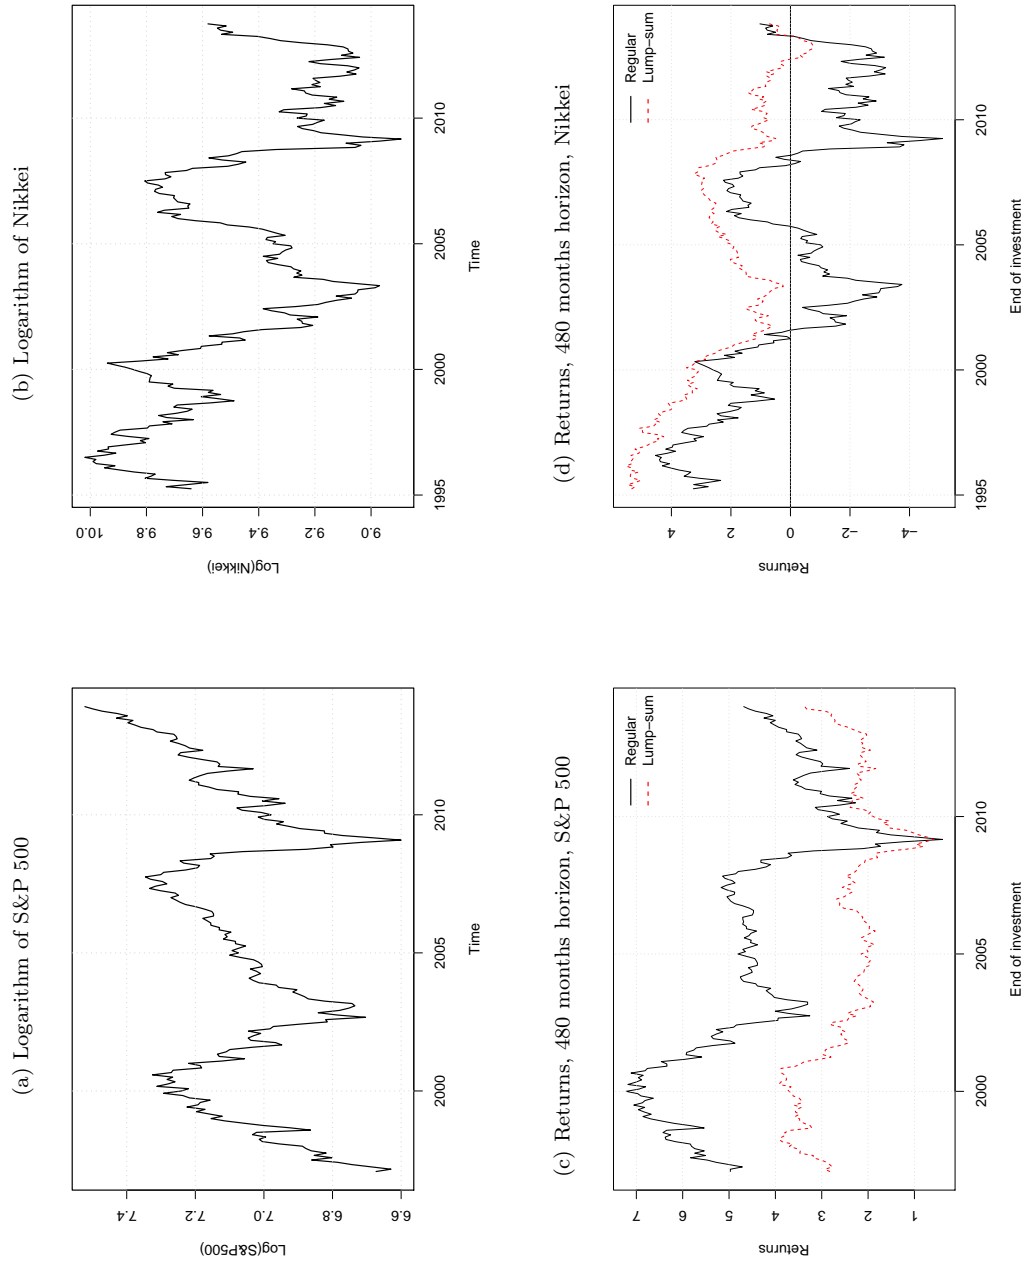 (a) Logarithm of S&P 500
Log(S&P500)
7.4
7.2
7.0
6.8
6.6
2000
2005
2010
Time
(b) Logarithm of Nikkei
Log(Nikkei)
10.0
9.8
9.6
9.4
9.2
9.0
1995
2000
2005
2010
Time
(c) Returns, 480 months horizon, S&P 500
Regular
Lump−sum
Returns
7
6
5
4
3
2
1
2000
2005
2010
End of investment
(d) Returns, 480 months horizon, Nikkei
Regular
Lump−sum
Returns
4
2
0
−2
−4
1995
2000
2005
2010
End of investment